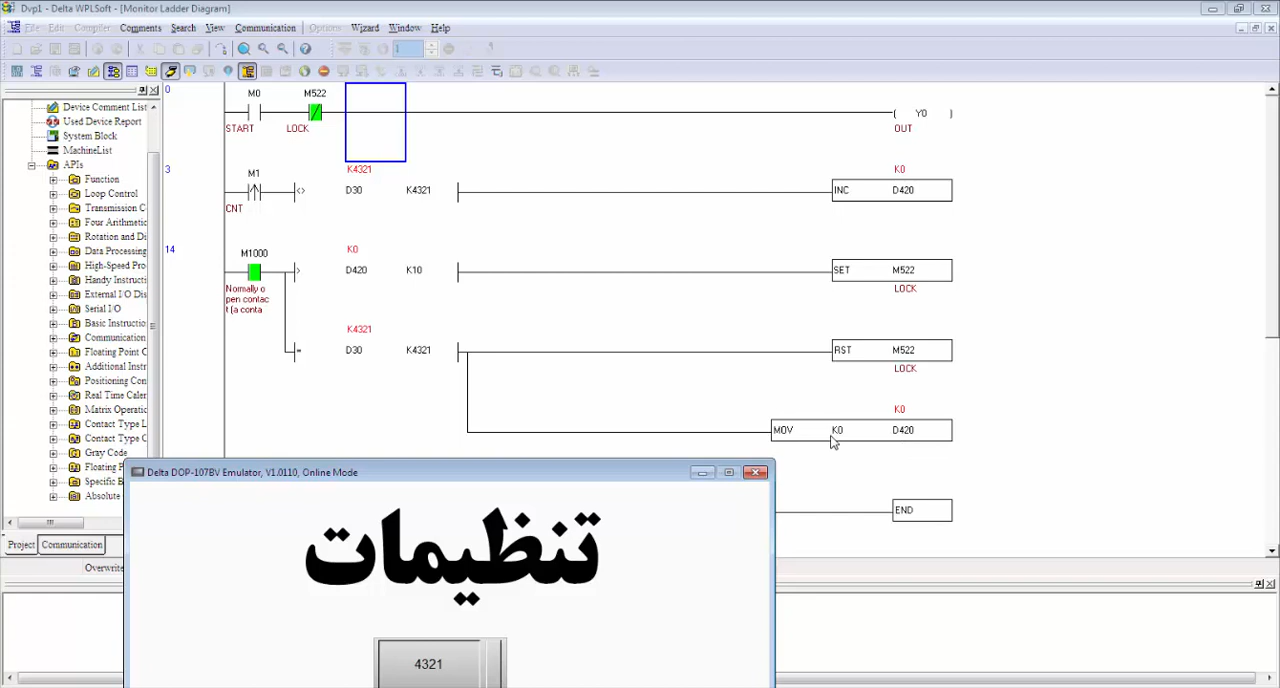 Dvp1 - Delta WPLSoft - [Monitor Ladder Diagram]
File Edit Compiler Comments Search View Communication Options Wizard Window Help
1
Device Comment List
Used Device Report
System Block
MachineList
APIs
Function
Loop Control
Transmission C
Four Arithmetic
Rotation and Di
Data Processing
High-Speed Pro
Handy Instructi
External I/O Dis
Serial I/O
Basic Instructio
Communication
Floating Point C
Additional Instr
Positioning Con
Real Time Caler
Matrix Operatio
Contact Type L
Contact Type C
Gray Code
Floating P
Specific B
Absolute
Project Communication
Overwrite
0
M0 M522
Y0
START LOCK OUT
3
K4321 K0
M1
D30 K4321 INC D420
CNT
14
K0
M1000
D420 K10 SET M522
LOCK
Normally o
pen contac
t (a conta
K4321
D30 K4321 RST M522
LOCK
K0
MOV K0 D420
END
Delta DOP-107BV Emulator, V1.0110, Online Mode
تنظیمات
4321